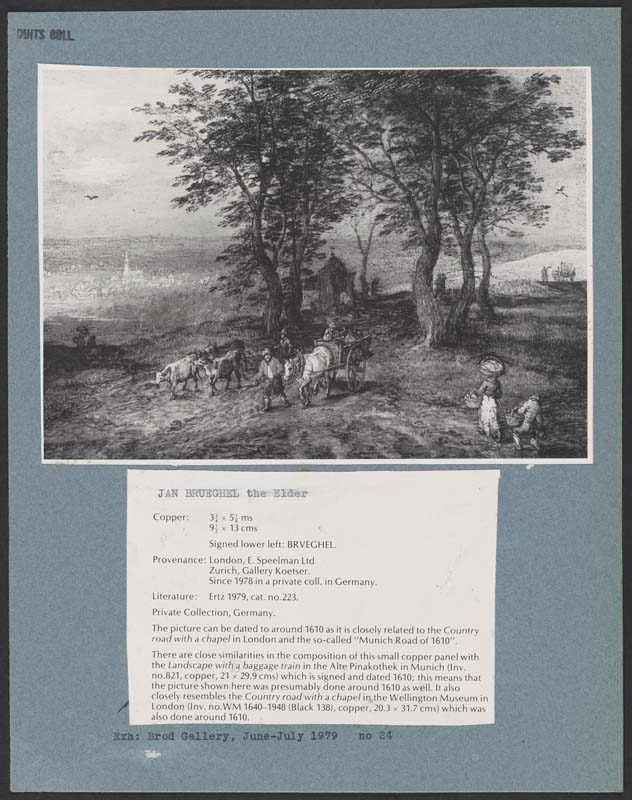 DUITS COLL.
JAN BRUEGHEL the Elder
Copper: 3¾ × 5⅛ ms
9½ × 13 cms
Signed lower left: BRVEGHEL.
Provenance: London, E. Speelman Ltd
Zurich, Gallery Koetser.
Since 1978 in a private coll. in Germany.
Literature: Ertz 1979, cat. no.223.
Private Collection, Germany.
The picture can be dated to around 1610 as it is closely related to the Country
road with a chapel in London and the so-called "Munich Road of 1610".
There are close similarities in the composition of this small copper panel with
the Landscape with a baggage train in the Alte Pinakothek in Munich (Inv.
no.821, copper, 21 × 29.9 cms) which is signed and dated 1610; this means that
the picture shown here was presumably done around 1610 as well. It also
closely resembles the Country road with a chapel in the Wellington Museum in
London (Inv. no.WM 1640-1948 (Black 138), copper, 20.3 × 31.7 cms) which was
also done around 1610.
Exh: Brod Gallery, June-July 1979 no 24